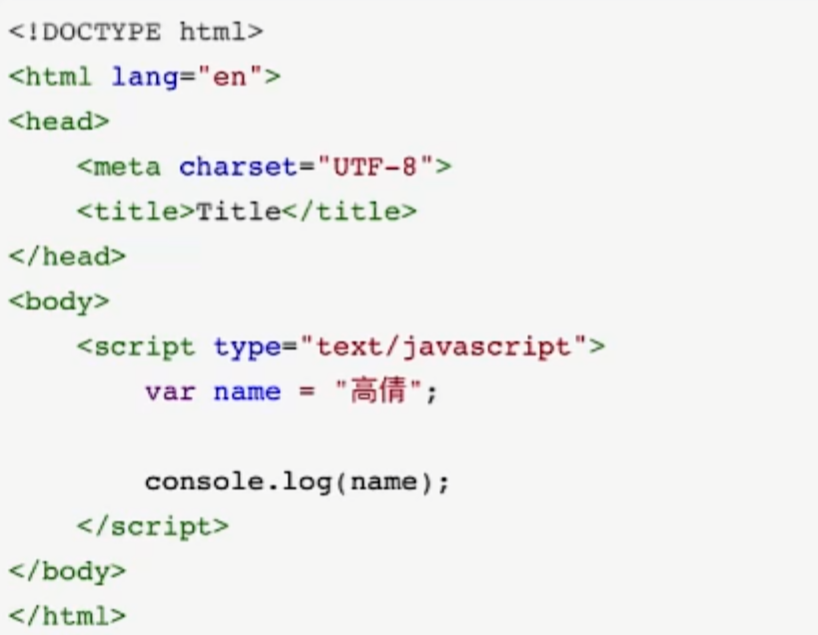 <!DOCTYPE html>
<html lang="en">
<head>
    <meta charset="UTF-8">
    <title>Title</title>
</head>
<body>
    <script type="text/javascript">
        var name = "高倩";

        console.log(name);
    </script>
</body>
</html>